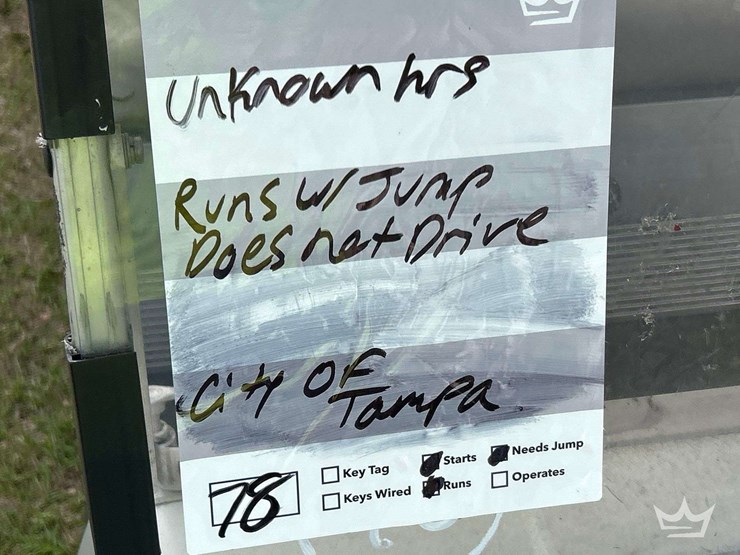 Unknown hrs
Runs w/ Jump
Does not Drive
City OF
Tampa
78
Key Tag
Starts
Needs Jump
Keys Wired
Runs
Operates